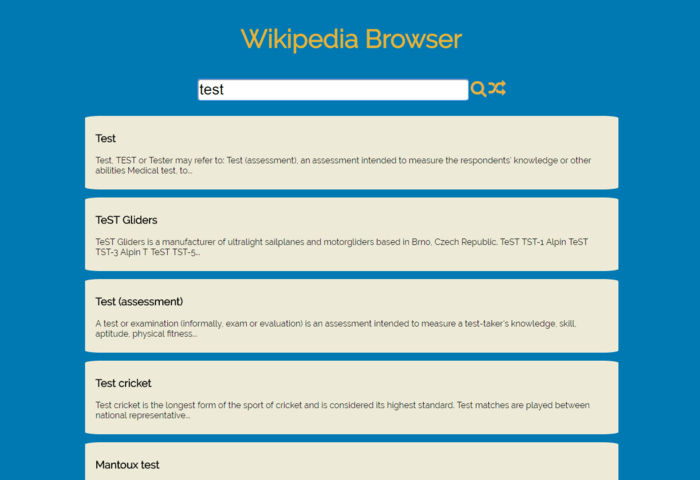 Wikipedia Browser
test
Test
Test, TEST or Tester may refer to: Test (assessment), an assessment intended to measure the respondents' knowledge or other
abilities Medical test, to...
TeST Gliders
TeST Gliders is a manufacturer of ultralight sailplanes and motorgliders based in Brno, Czech Republic. TeST TST-1 Alpin TeST
TST-3 Alpin T TeST TST-5...
Test (assessment)
A test or examination (informally, exam or evaluation) is an assessment intended to measure a test-taker's knowledge, skill,
aptitude, physical fitness...
Test cricket
Test cricket is the longest form of the sport of cricket and is considered its highest standard. Test matches are played between
national representative...
Mantoux test